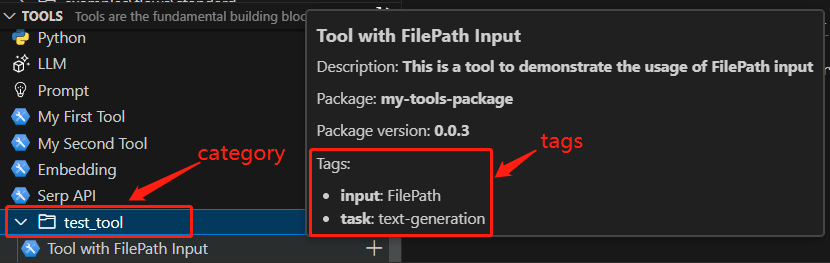 TOOLS Tools are the fundamental building bloc
Python
LLM
Prompt
My First Tool
My Second Tool
Embedding
Serp API
test_tool
Tool with FilePath Input
category
Tool with FilePath Input
Description: This is a tool to demonstrate the usage of FilePath input
Package: my-tools-package
Package version: 0.0.3
Tags:
• input: FilePath
• task: text-generation
tags